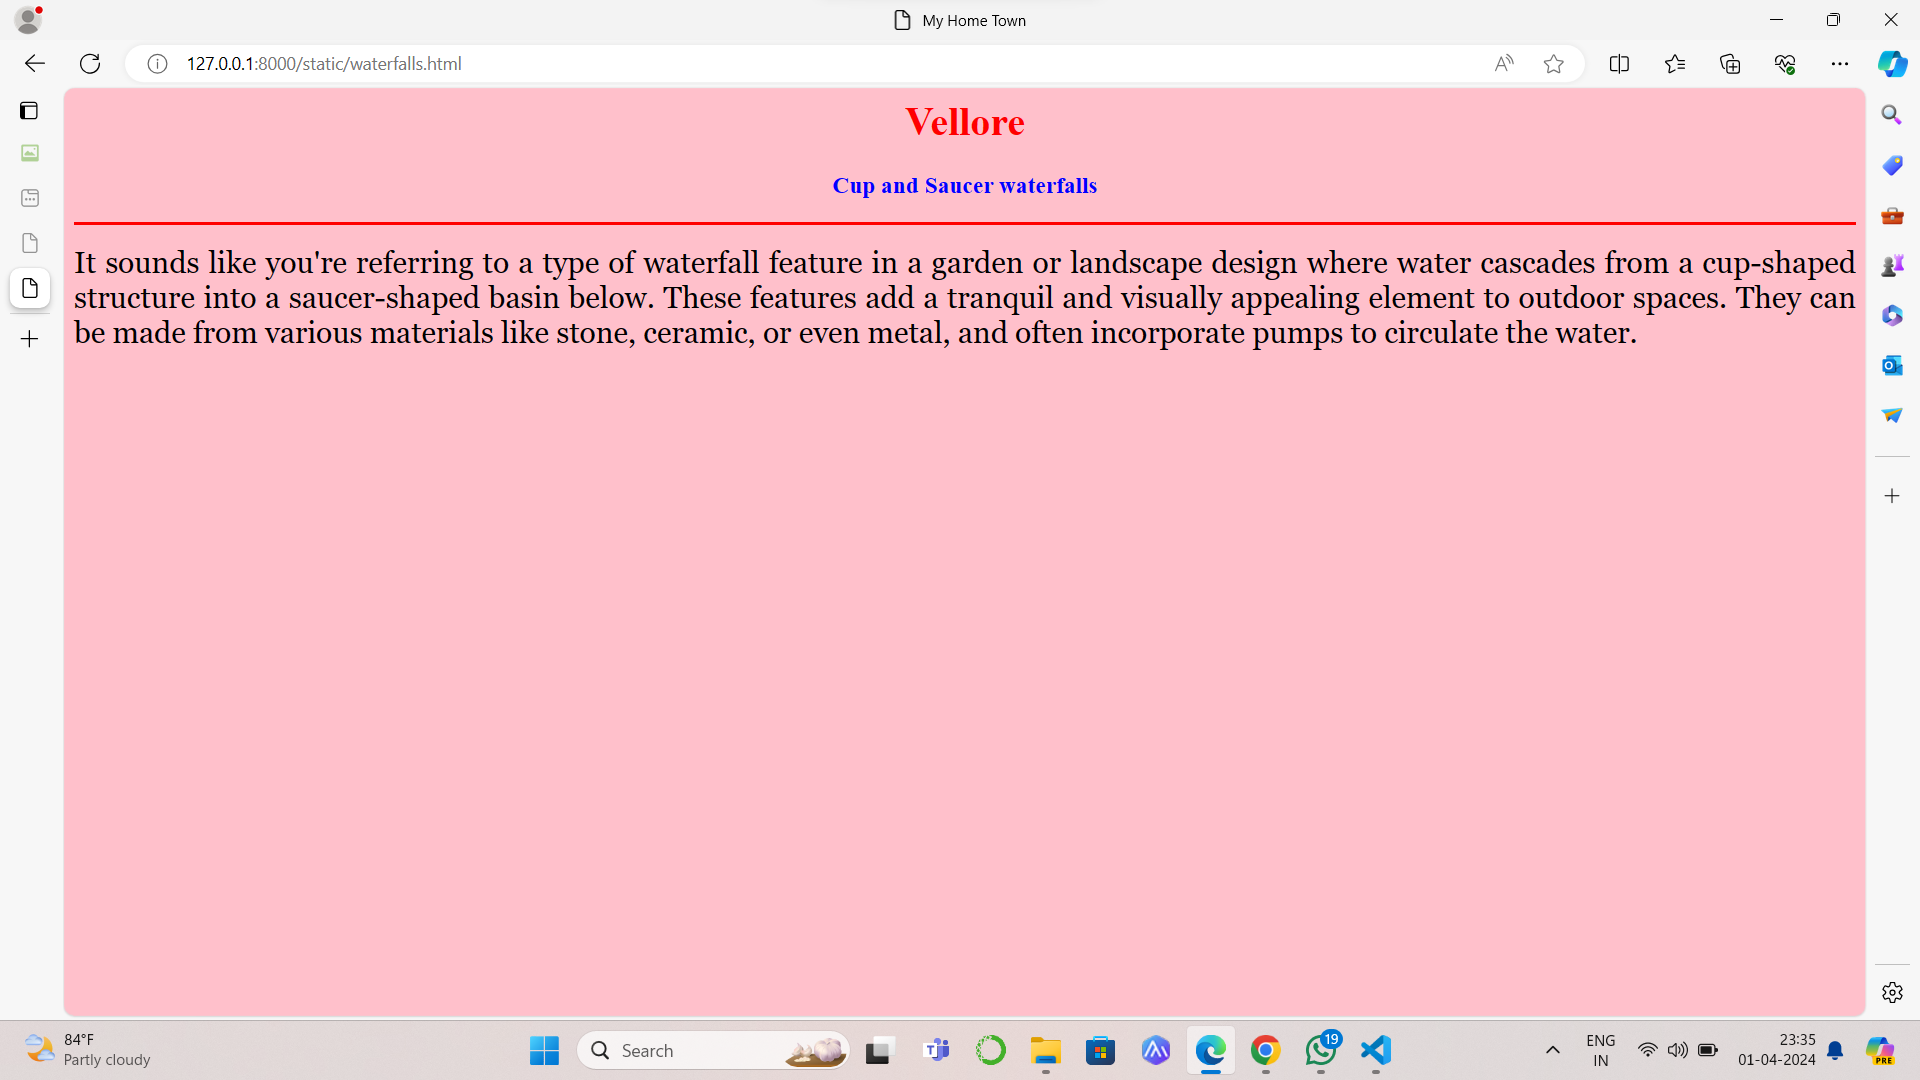 My Home Town
127.0.0.1:8000/static/waterfalls.html
Vellore
Cup and Saucer waterfalls
It sounds like you're referring to a type of waterfall feature in a garden or landscape design where water cascades from a cup-shaped
structure into a saucer-shaped basin below. These features add a tranquil and visually appealing element to outdoor spaces. They can
be made from various materials like stone, ceramic, or even metal, and often incorporate pumps to circulate the water.
84°F
Partly cloudy
Search
19
ENG
IN
23:35
01-04-2024
PRE